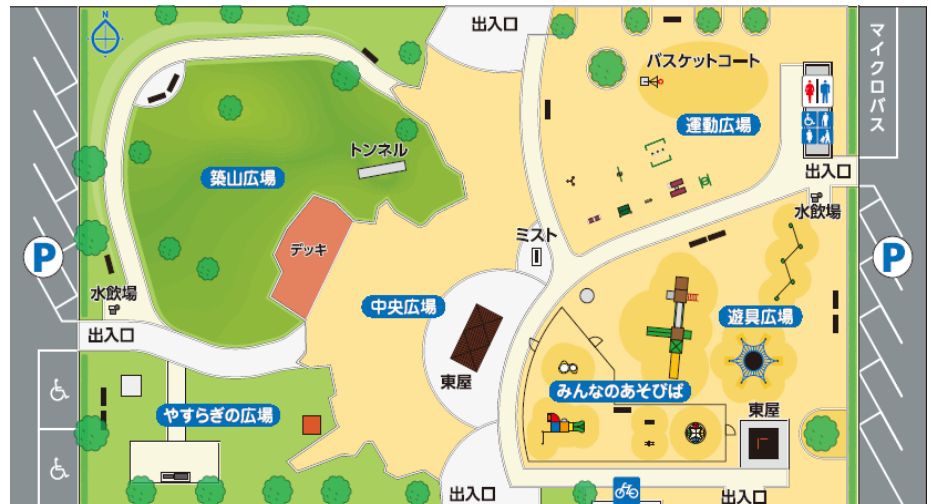 N
出入口
マイクロバス
バスケットコート
運動広場
トンネル
築山広場
出入口
水飲場
デッキ
ミスト
P
P
水飲場
中央広場
遊具広場
出入口
東屋
みんなのあそびば
やすらぎの広場
東屋
出入口
出入口